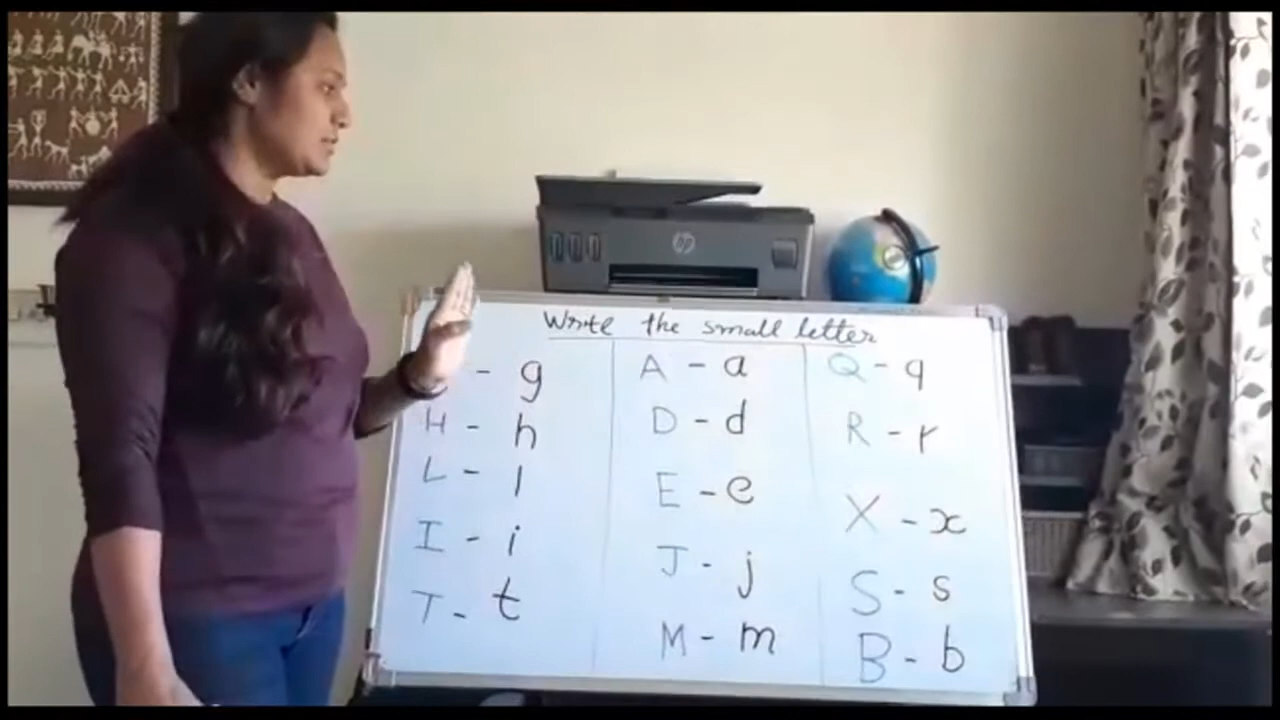 hp
Write the small letter
- g
H - h
L - l
I - i
T - t
A - a
D - d
E - e
J - j
M - m
Q - q
R - r
X - x
S - s
B - b